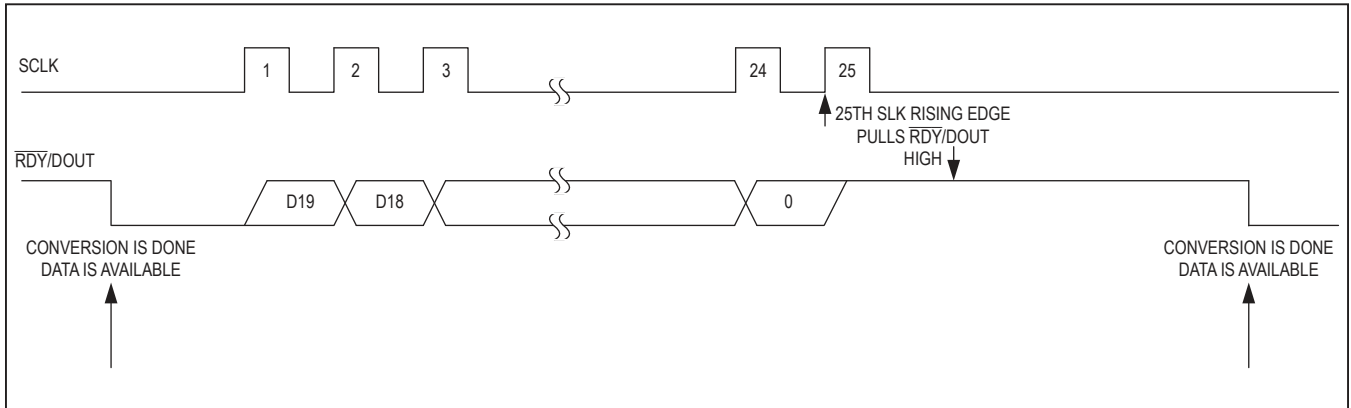 SCLK
1
2
3
24
25
25TH SLK RISING EDGE
PULLS RDY/DOUT
HIGH
RDY/DOUT
D19
D18
0
CONVERSION IS DONE
DATA IS AVAILABLE
CONVERSION IS DONE
DATA IS AVAILABLE